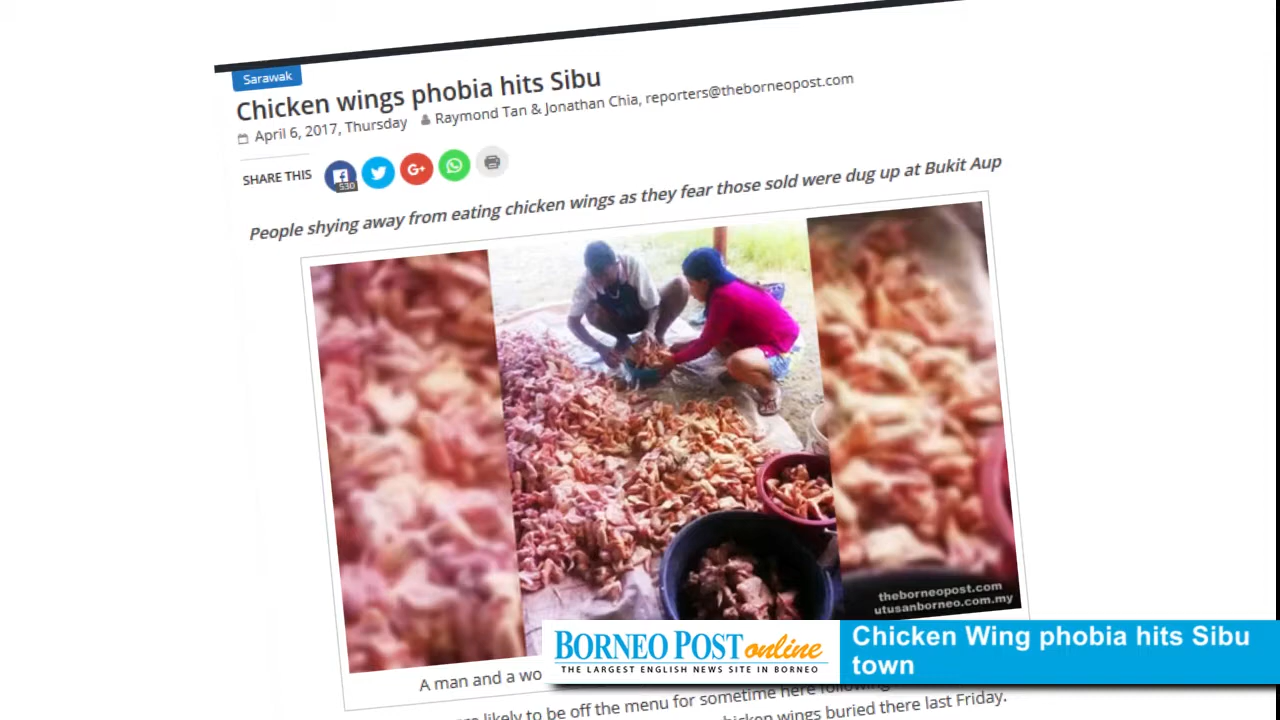 Sarawak
Chicken wings phobia hits Sibu
April 6, 2017, Thursday Raymond Tan & Jonathan Chia, reporters@theborneopost.com
SHARE THIS
530
G+
People shying away from eating chicken wings as they fear those sold were dug up at Bukit Aup
theborneopost.com
utusanborneo.com.my
A man and a wo
likely to be off the menu for sometime here following
chicken wings buried there last Friday.
BORNEO POST online
THE LARGEST ENGLISH NEWS SITE IN BORNEO
Chicken Wing phobia hits Sibu
town